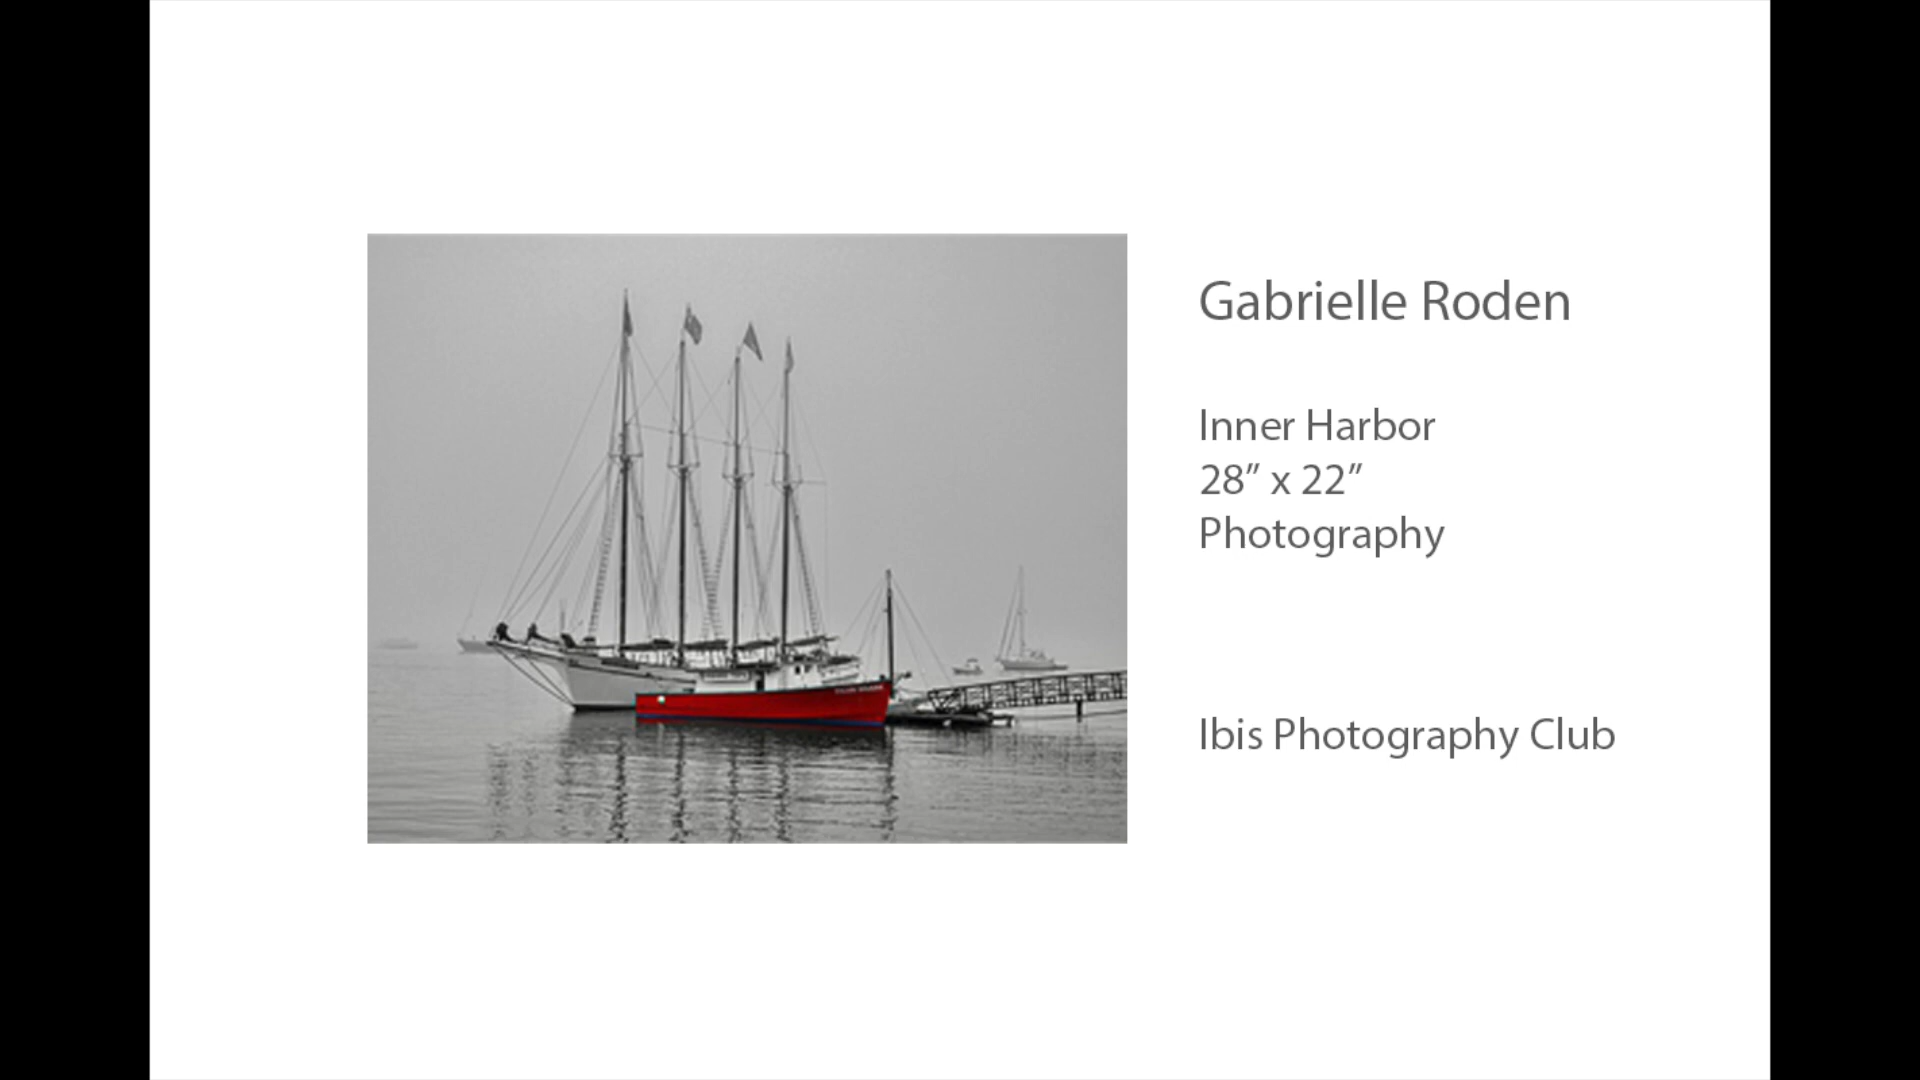 Gabrielle Roden
Inner Harbor
28” x 22”
Photography
Ibis Photography Club